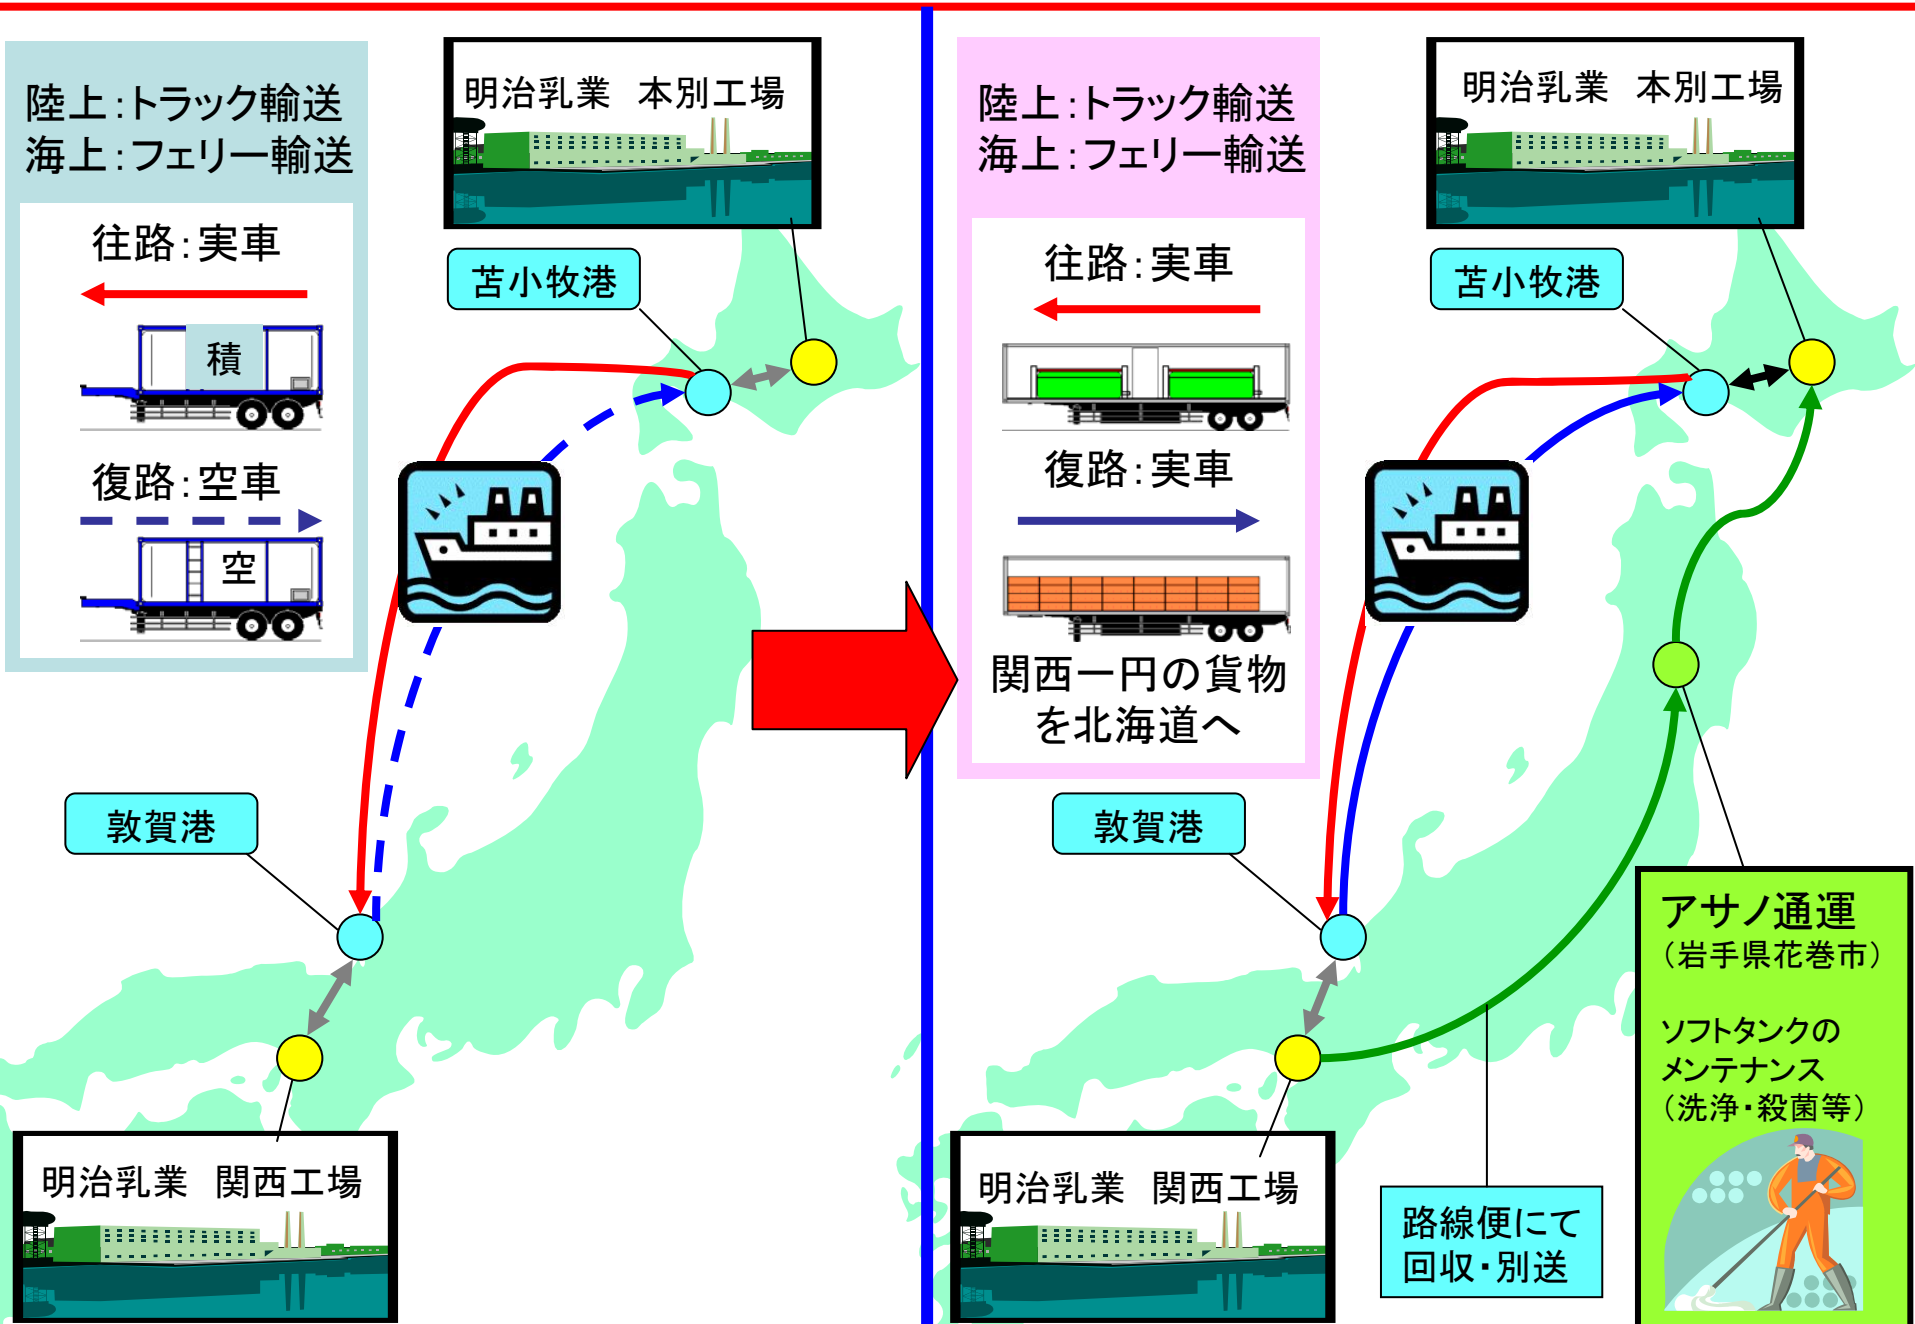 陸上：トラック輸送
海上：フェリー輸送
往路：実車
積
復路：空車
空
明治乳業　本別工場
苫小牧港
敦賀港
明治乳業　関西工場
陸上：トラック輸送
海上：フェリー輸送
往路：実車
復路：実車
関西一円の貨物
を北海道へ
明治乳業　本別工場
苫小牧港
敦賀港
明治乳業　関西工場
路線便にて
回収・別送
アサノ通運
（岩手県花巻市）
ソフトタンクの
メンテナンス
（洗浄・殺菌等）